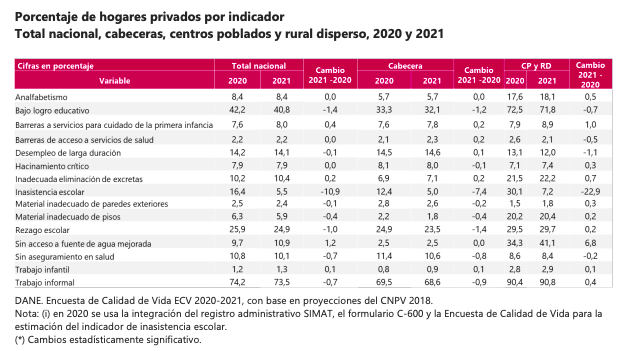 Porcentaje de hogares privados por indicador
Total nacional, cabeceras, centros poblados y rural disperso, 2020 y 2021
Cifras en porcentaje Total nacional Cambio 2021 -2020 Cabecera Cambio 2021 -2020 CP y RD Cambio 2021 - 2020
Variable 2020 2021 2020 2021 2020 2021
Analfabetismo 8,4 8,4 0,0 5,7 5,7 0,0 17,6 18,1 0,5
Bajo logro educativo 42,2 40,8 -1,4 33,3 32,1 -1,2 72,5 71,8 -0,7
Barreras a servicios para cuidado de la primera infancia 7,6 8,0 0,4 7,6 7,8 0,2 7,9 8,9 1,0
Barreras de acceso a servicios de salud 2,2 2,2 0,0 2,1 2,3 0,2 2,6 2,1 -0,5
Desempleo de larga duración 14,2 14,1 -0,1 14,5 14,6 0,1 13,1 12,0 -1,1
Hacinamiento crítico 7,9 7,9 0,0 8,1 8,0 -0,1 7,1 7,4 0,3
Inadecuada eliminación de excretas 10,2 10,4 0,2 6,9 7,1 0,2 21,5 22,2 0,7
Inasistencia escolar 16,4 5,5 -10,9 12,4 5,0 -7,4 30,1 7,2 -22,9
Material inadecuado de paredes exteriores 2,5 2,4 -0,1 2,8 2,6 -0,2 1,5 1,8 0,3
Material inadecuado de pisos 6,3 5,9 -0,4 2,2 1,8 -0,4 20,2 20,4 0,2
Rezago escolar 25,9 24,9 -1,0 24,9 23,5 -1,4 29,5 29,7 0,2
Sin acceso a fuente de agua mejorada 9,7 10,9 1,2 2,5 2,5 0,0 34,3 41,1 6,8
Sin aseguramiento en salud 10,8 10,1 -0,7 11,4 10,6 -0,8 8,6 8,4 -0,2
Trabajo infantil 1,2 1,3 0,1 0,8 0,9 0,1 2,8 2,9 0,1
Trabajo informal 74,2 73,5 -0,7 69,5 68,6 -0,9 90,4 90,8 0,4
DANE. Encuesta de Calidad de Vida ECV 2020-2021, con base en proyecciones del CNPV 2018.
Nota: (i) en 2020 se usa la integración del registro administrativo SIMAT, el formulario C-600 y la Encuesta de Calidad de Vida para la
estimación del indicador de inasistencia escolar.
(*) Cambios estadísticamente significativo.